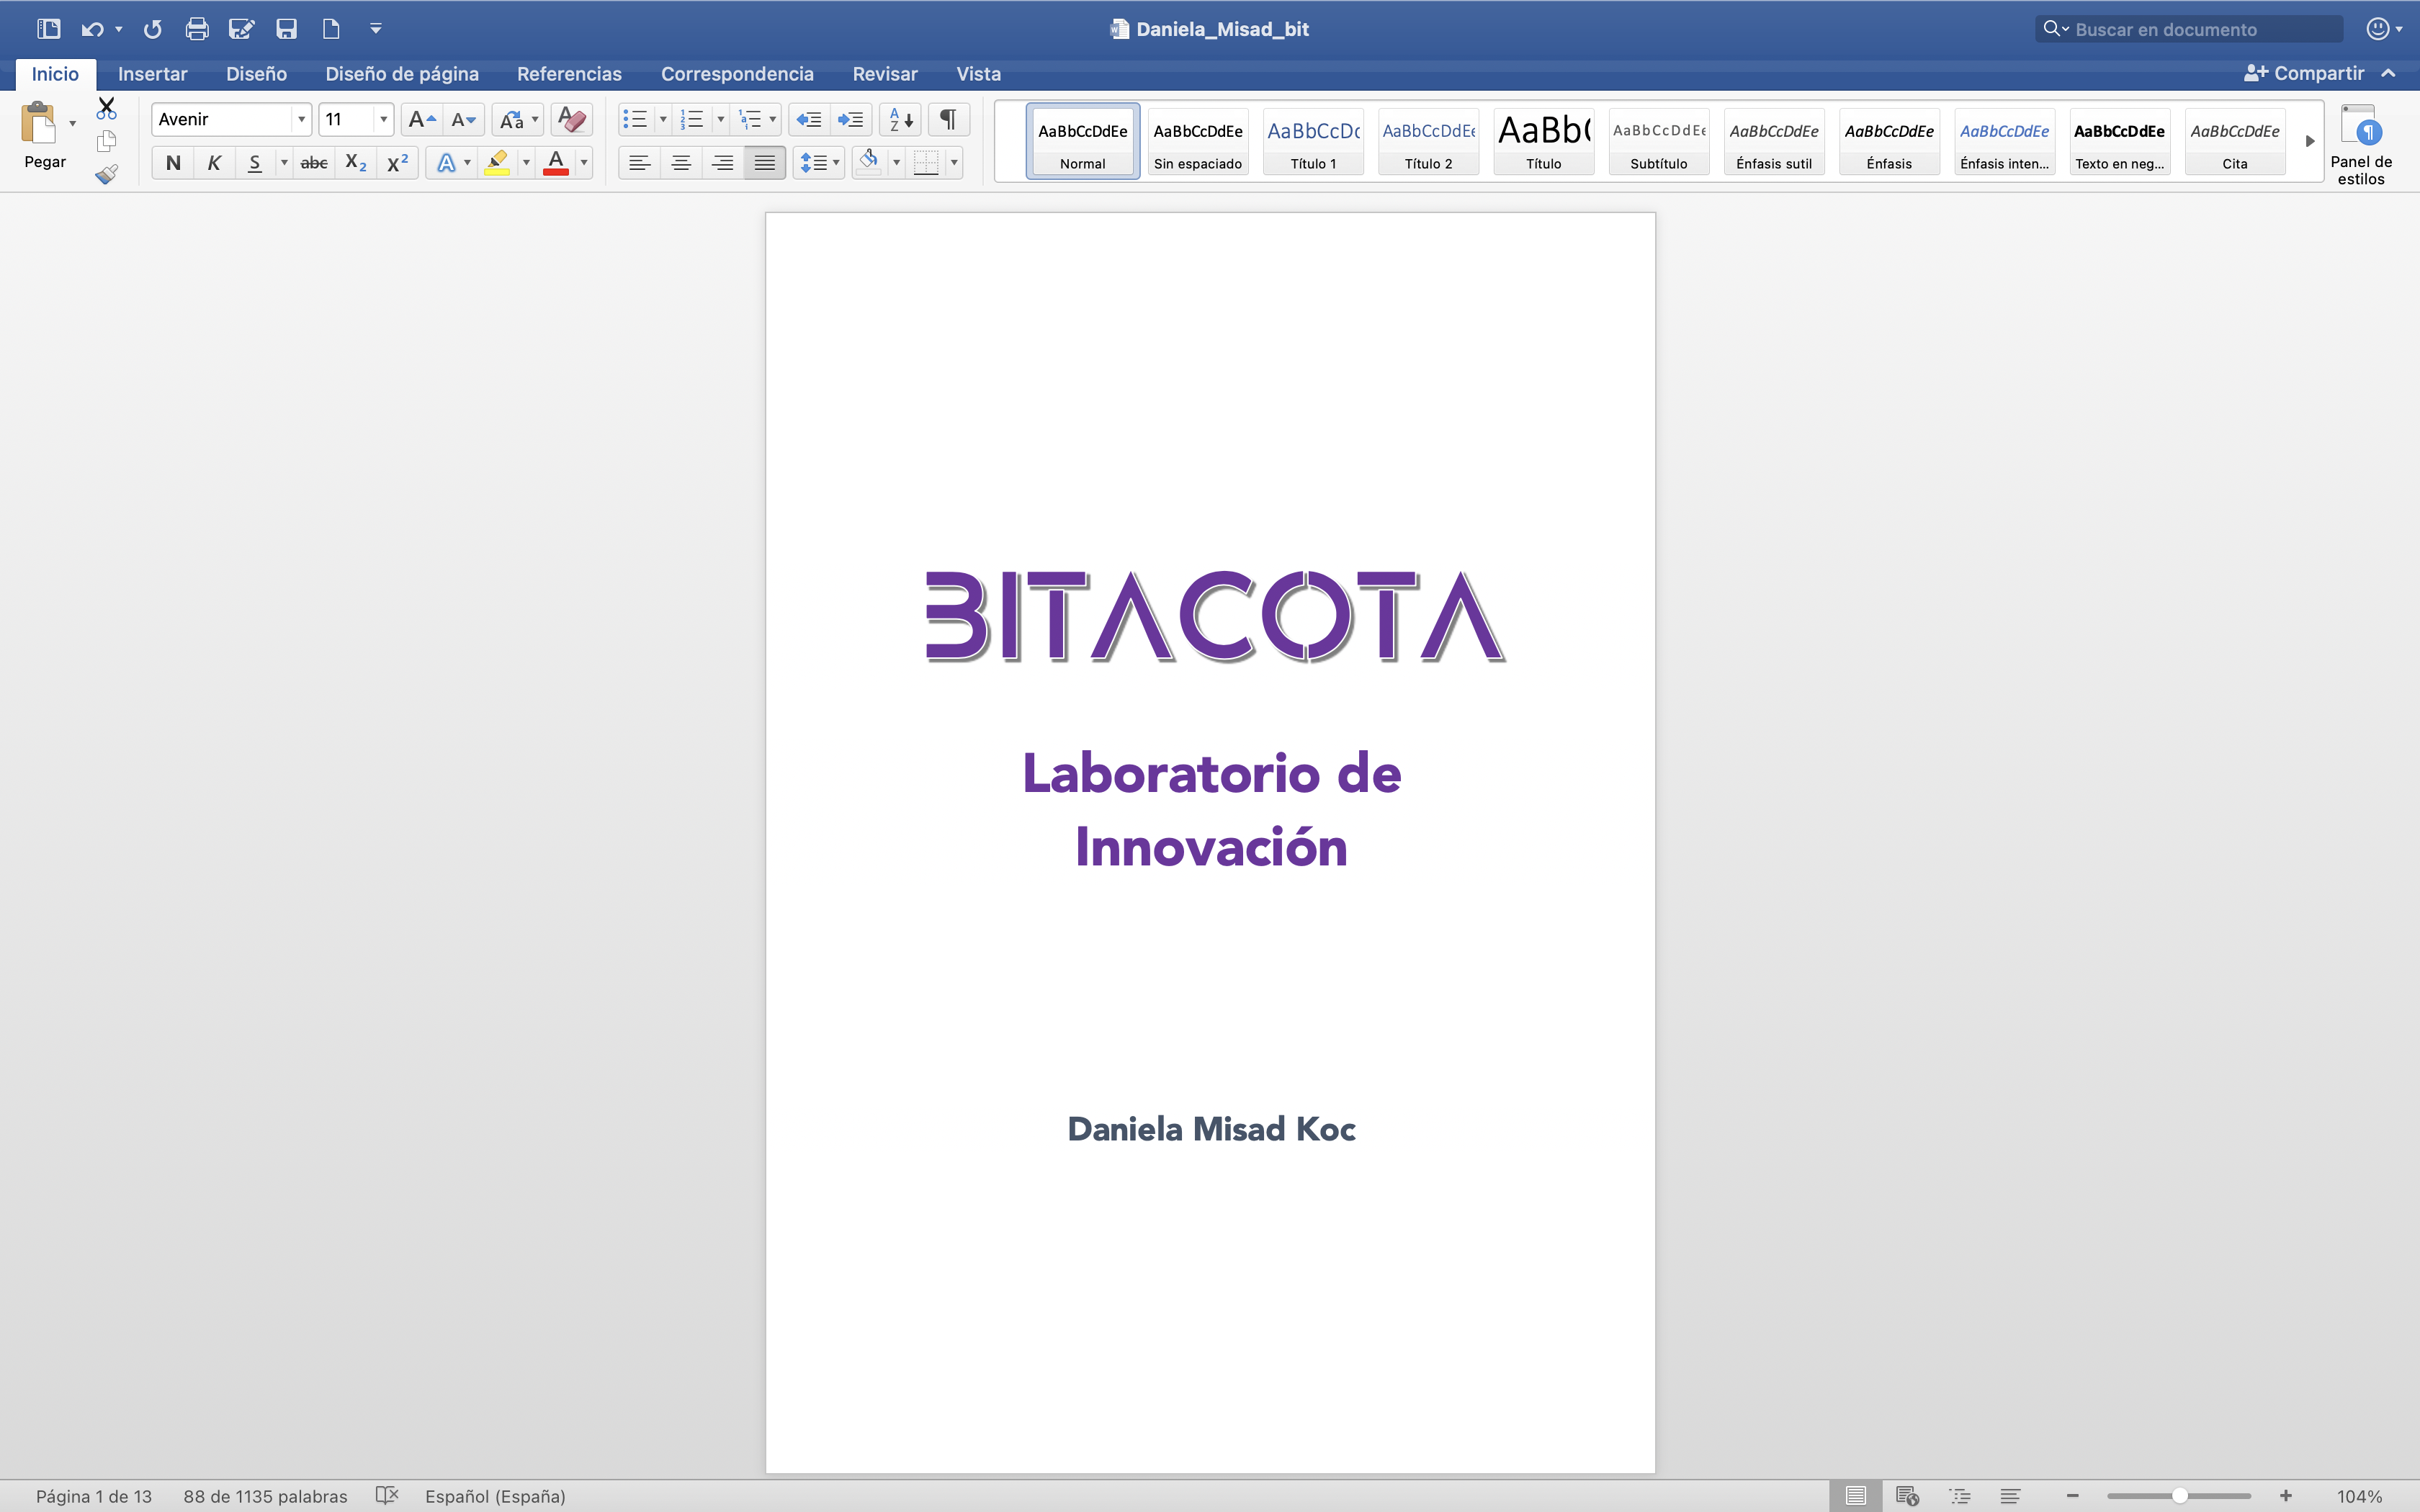 Daniela_Misad_bit
Buscar en documento
Inicio Insertar Diseño Diseño de página Referencias Correspondencia Revisar Vista
Compartir
Pegar
Avenir 11
N K S abc X₂ X²
AaBbCcDdEe AaBbCcDdEe AaBbCcDc AaBbCcDdEe AaBb( AaBbCcDdEe AaBbCcDdEe AaBbCcDdEe AaBbCcDdEe AaBbCcDdEe AaBbCcDdEe
Normal Sin espaciado Título 1 Título 2 Título Subtítulo Énfasis sutil Énfasis Énfasis inten... Texto en neg... Cita
Panel de
estilos
BITACOTA
Laboratorio de
Innovación
Daniela Misad Koc
Página 1 de 13 88 de 1135 palabras Español (España) 104%